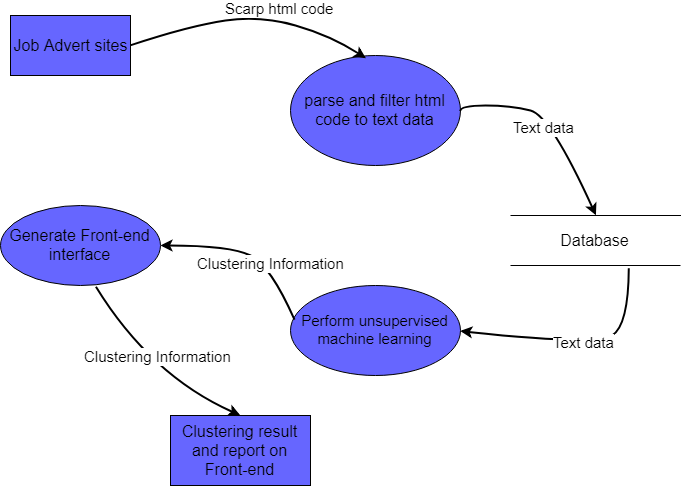 Scarp html code
Job Advert sites
parse and filter html
code to text data
Text data
Database
Generate Front-end
interface
Clustering Information
Perform unsupervised
machine learning
Text data
Clustering Information
Clustering result
and report on
Front-end